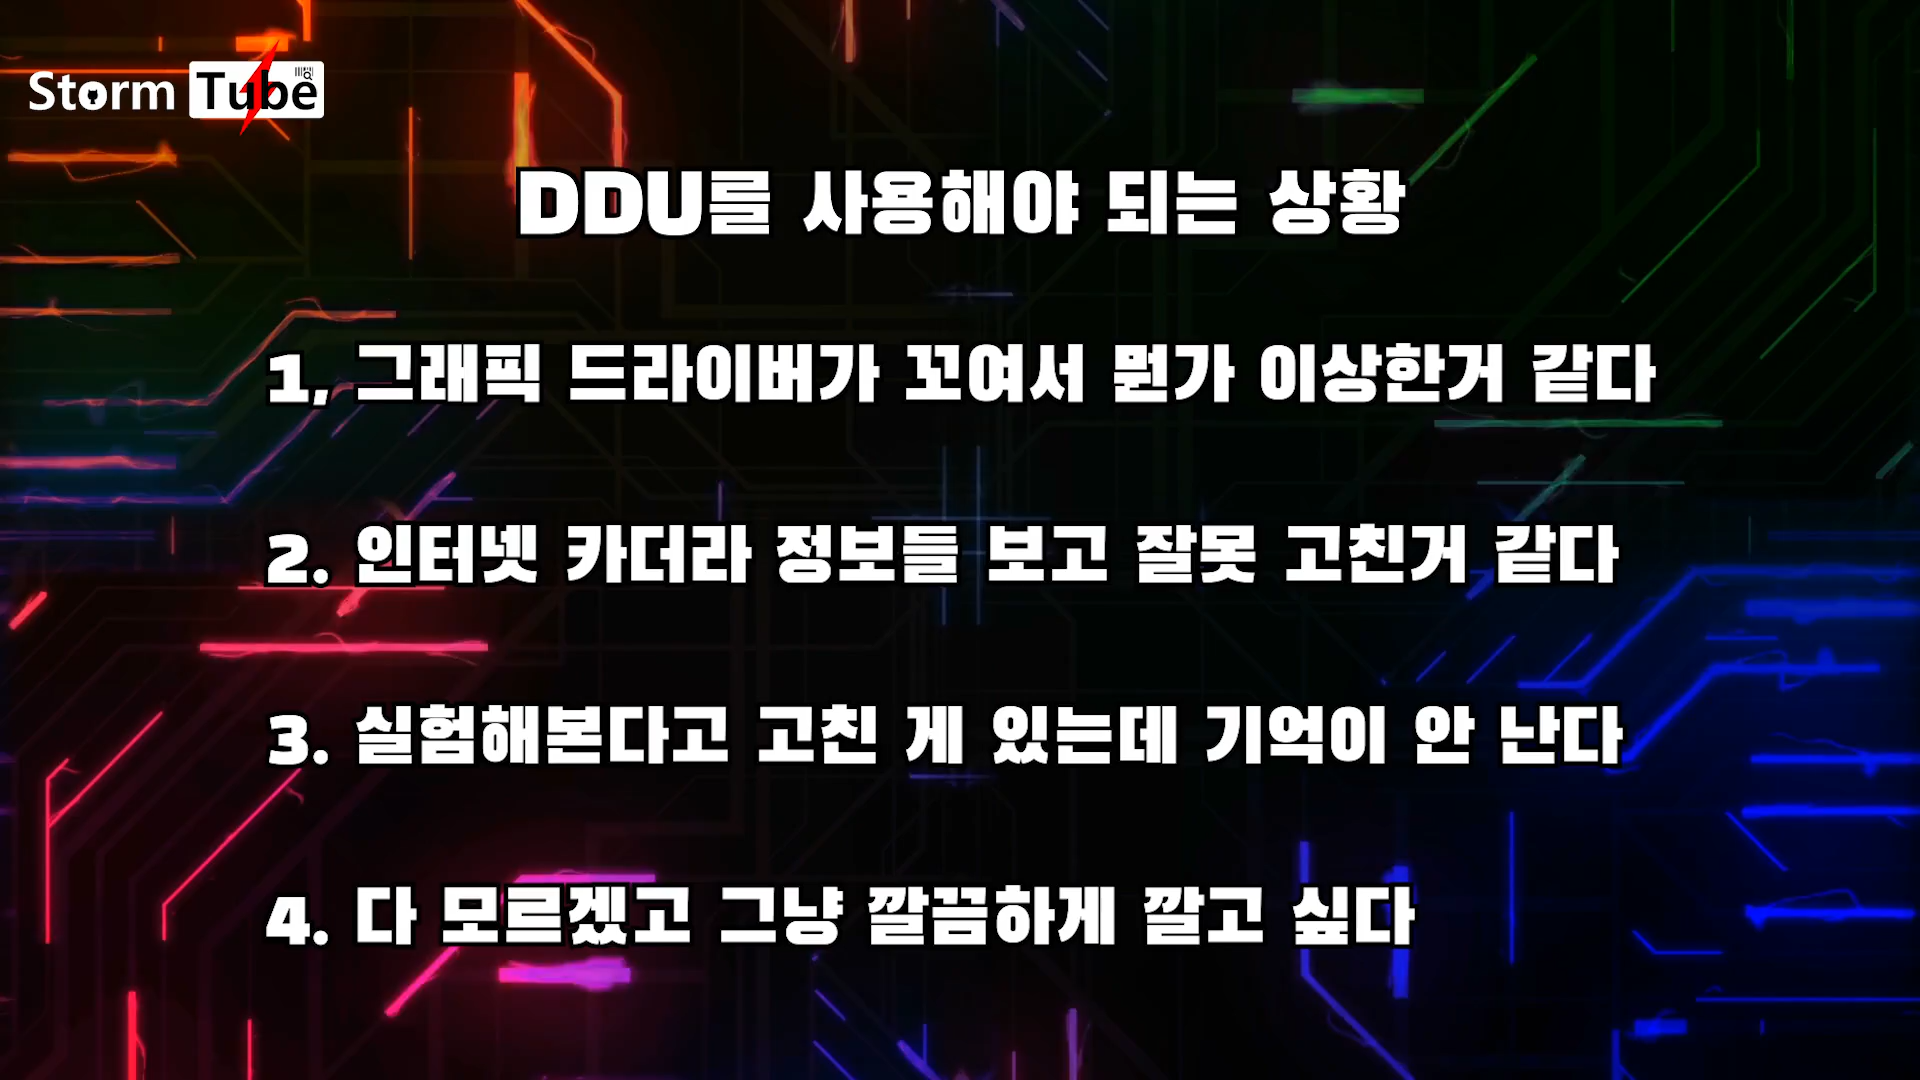 Storm Tube
DDU를 사용해야 되는 상황
1, 그래픽 드라이버가 꼬여서 뭔가 이상한거 같다
2. 인터넷 카더라 정보들 보고 잘못 고친거 같다
3. 실험해본다고 고친 게 있는데 기억이 안 난다
4. 다 모르겠고 그냥 깔끔하게 깔고 싶다